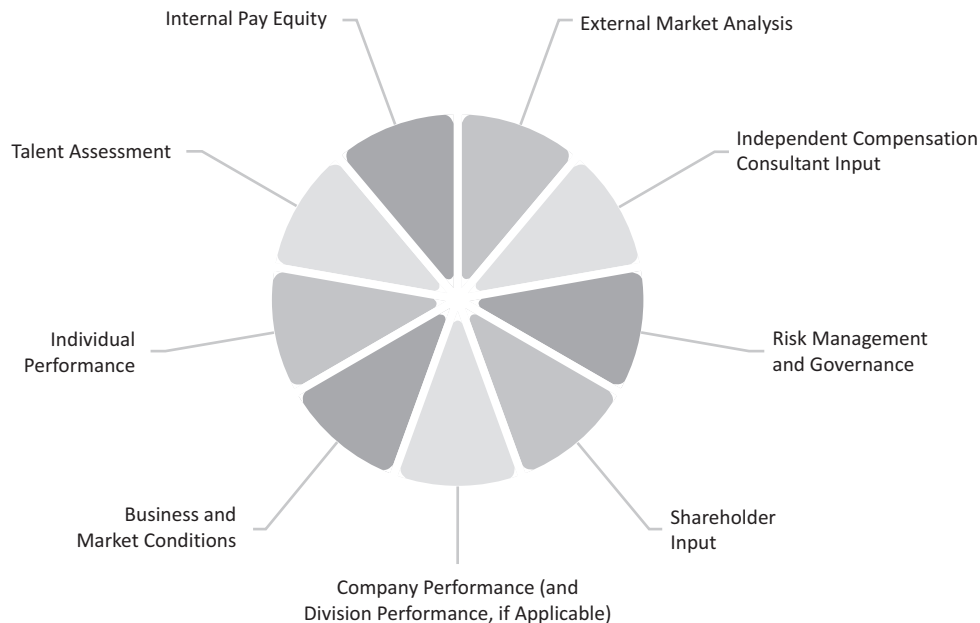 Internal Pay Equity
External Market Analysis
Talent Assessment
Independent Compensation
Consultant Input
Individual
Performance
Risk Management
and Governance
Business and
Market Conditions
Shareholder
Input
Company Performance (and
Division Performance, if Applicable)